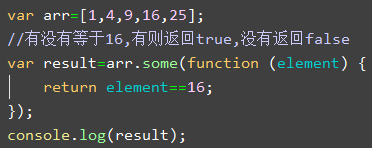 var arr=[1,4,9,16,25];
//有没有等于16,有则返回true,没有返回false
var result=arr.some(function (element) {
    return element==16;
});
console.log(result);